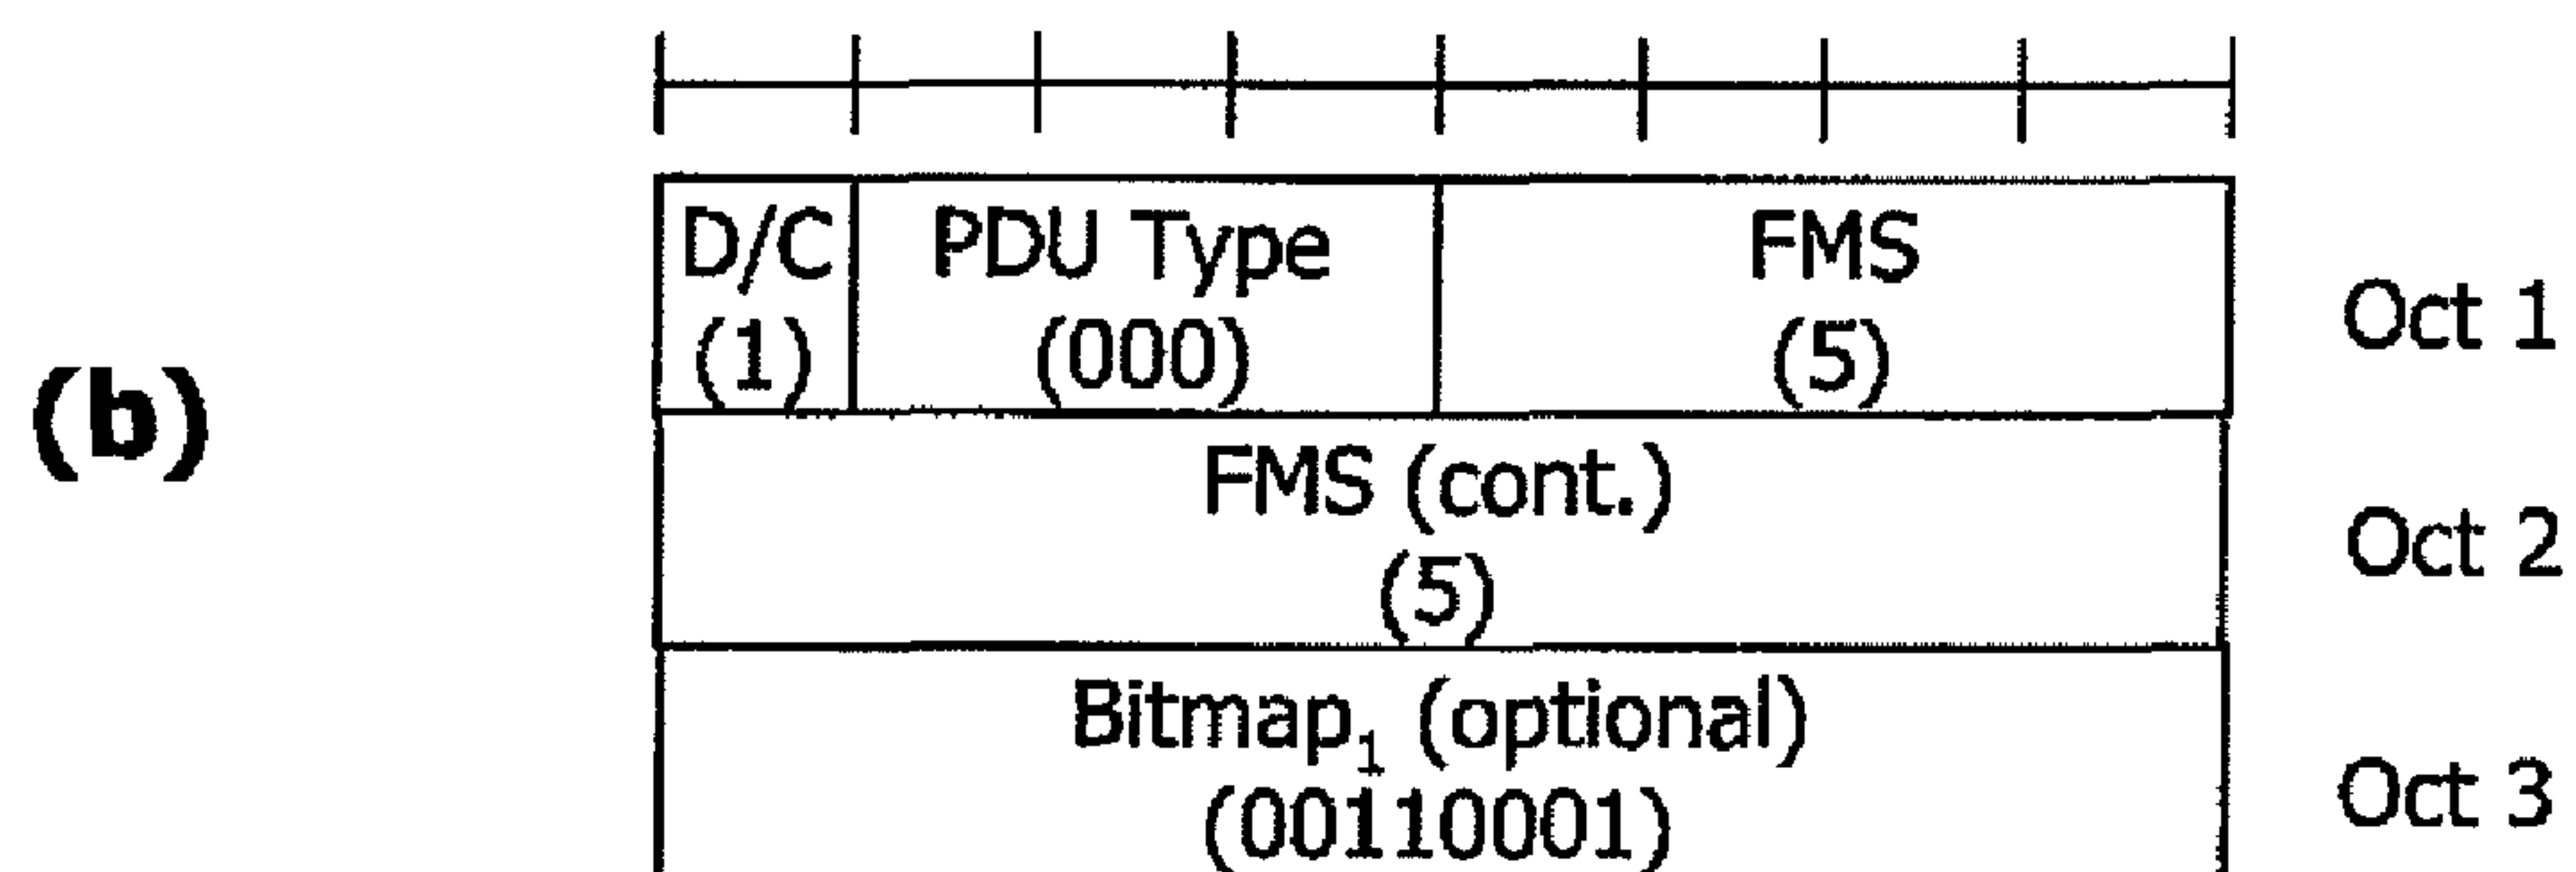 D/C PDU Type FMS
(1) (000) (5) Oct 1
(b)
FMS (cont.)
(5) Oct 2
Bitmap₁ (optional)
(00110001) Oct 3